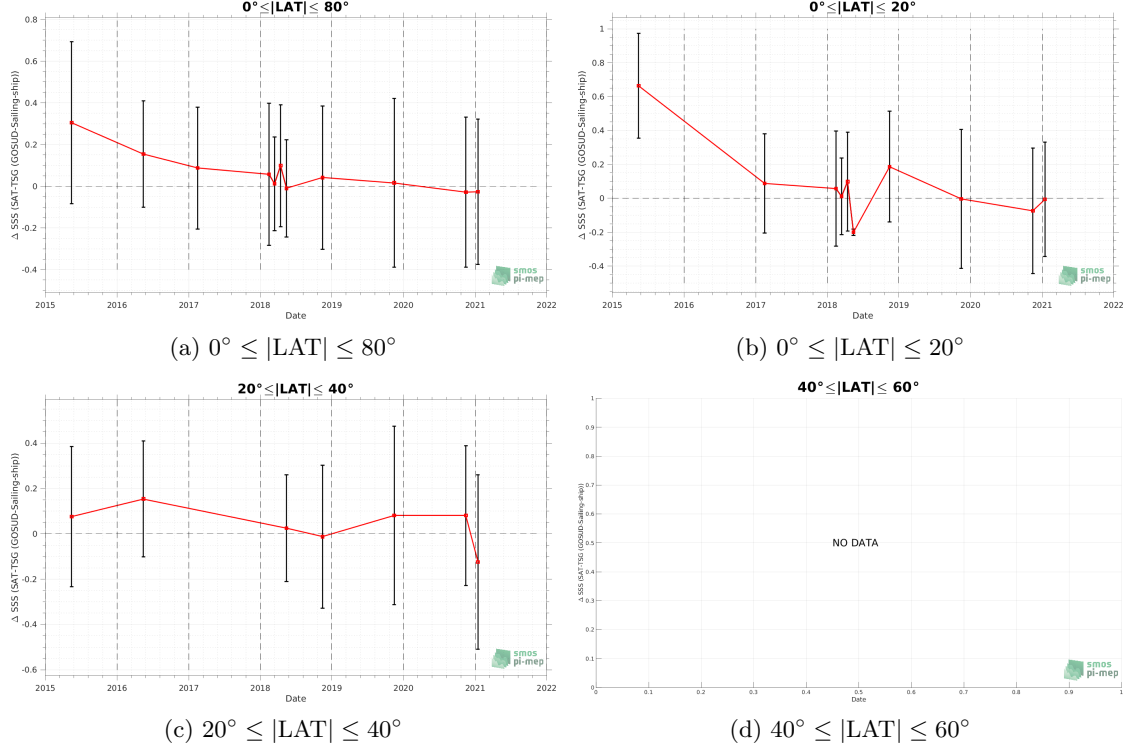 0°≤|LAT|≤ 80°
0.8
0.6
0.4
0.2
0
-0.2
-0.4
Δ SSS (SAT-TSG (GOSUD-Sailing-ship))
2015 2016 2017 2018 2019 2020 2021 2022
Date
smos
pi-mep
(a) 0° ≤ |LAT| ≤ 80°
0°≤|LAT|≤ 20°
1
0.8
0.6
0.4
0.2
0
-0.2
-0.4
Δ SSS (SAT-TSG (GOSUD-Sailing-ship))
2015 2016 2017 2018 2019 2020 2021 2022
Date
smos
pi-mep
(b) 0° ≤ |LAT| ≤ 20°
20°≤|LAT|≤ 40°
0.4
0.2
0
-0.2
-0.4
-0.6
Δ SSS (SAT-TSG (GOSUD-Sailing-ship))
2015 2016 2017 2018 2019 2020 2021 2022
Date
smos
pi-mep
(c) 20° ≤ |LAT| ≤ 40°
40°≤|LAT|≤ 60°
1
0.9
0.8
0.7
0.6
0.5
0.4
0.3
0.2
0.1
0
Δ SSS (SAT-TSG (GOSUD-Sailing-ship))
NO DATA
0 0.1 0.2 0.3 0.4 0.5 0.6 0.7 0.8 0.9 1
Date
smos
pi-mep
(d) 40° ≤ |LAT| ≤ 60°